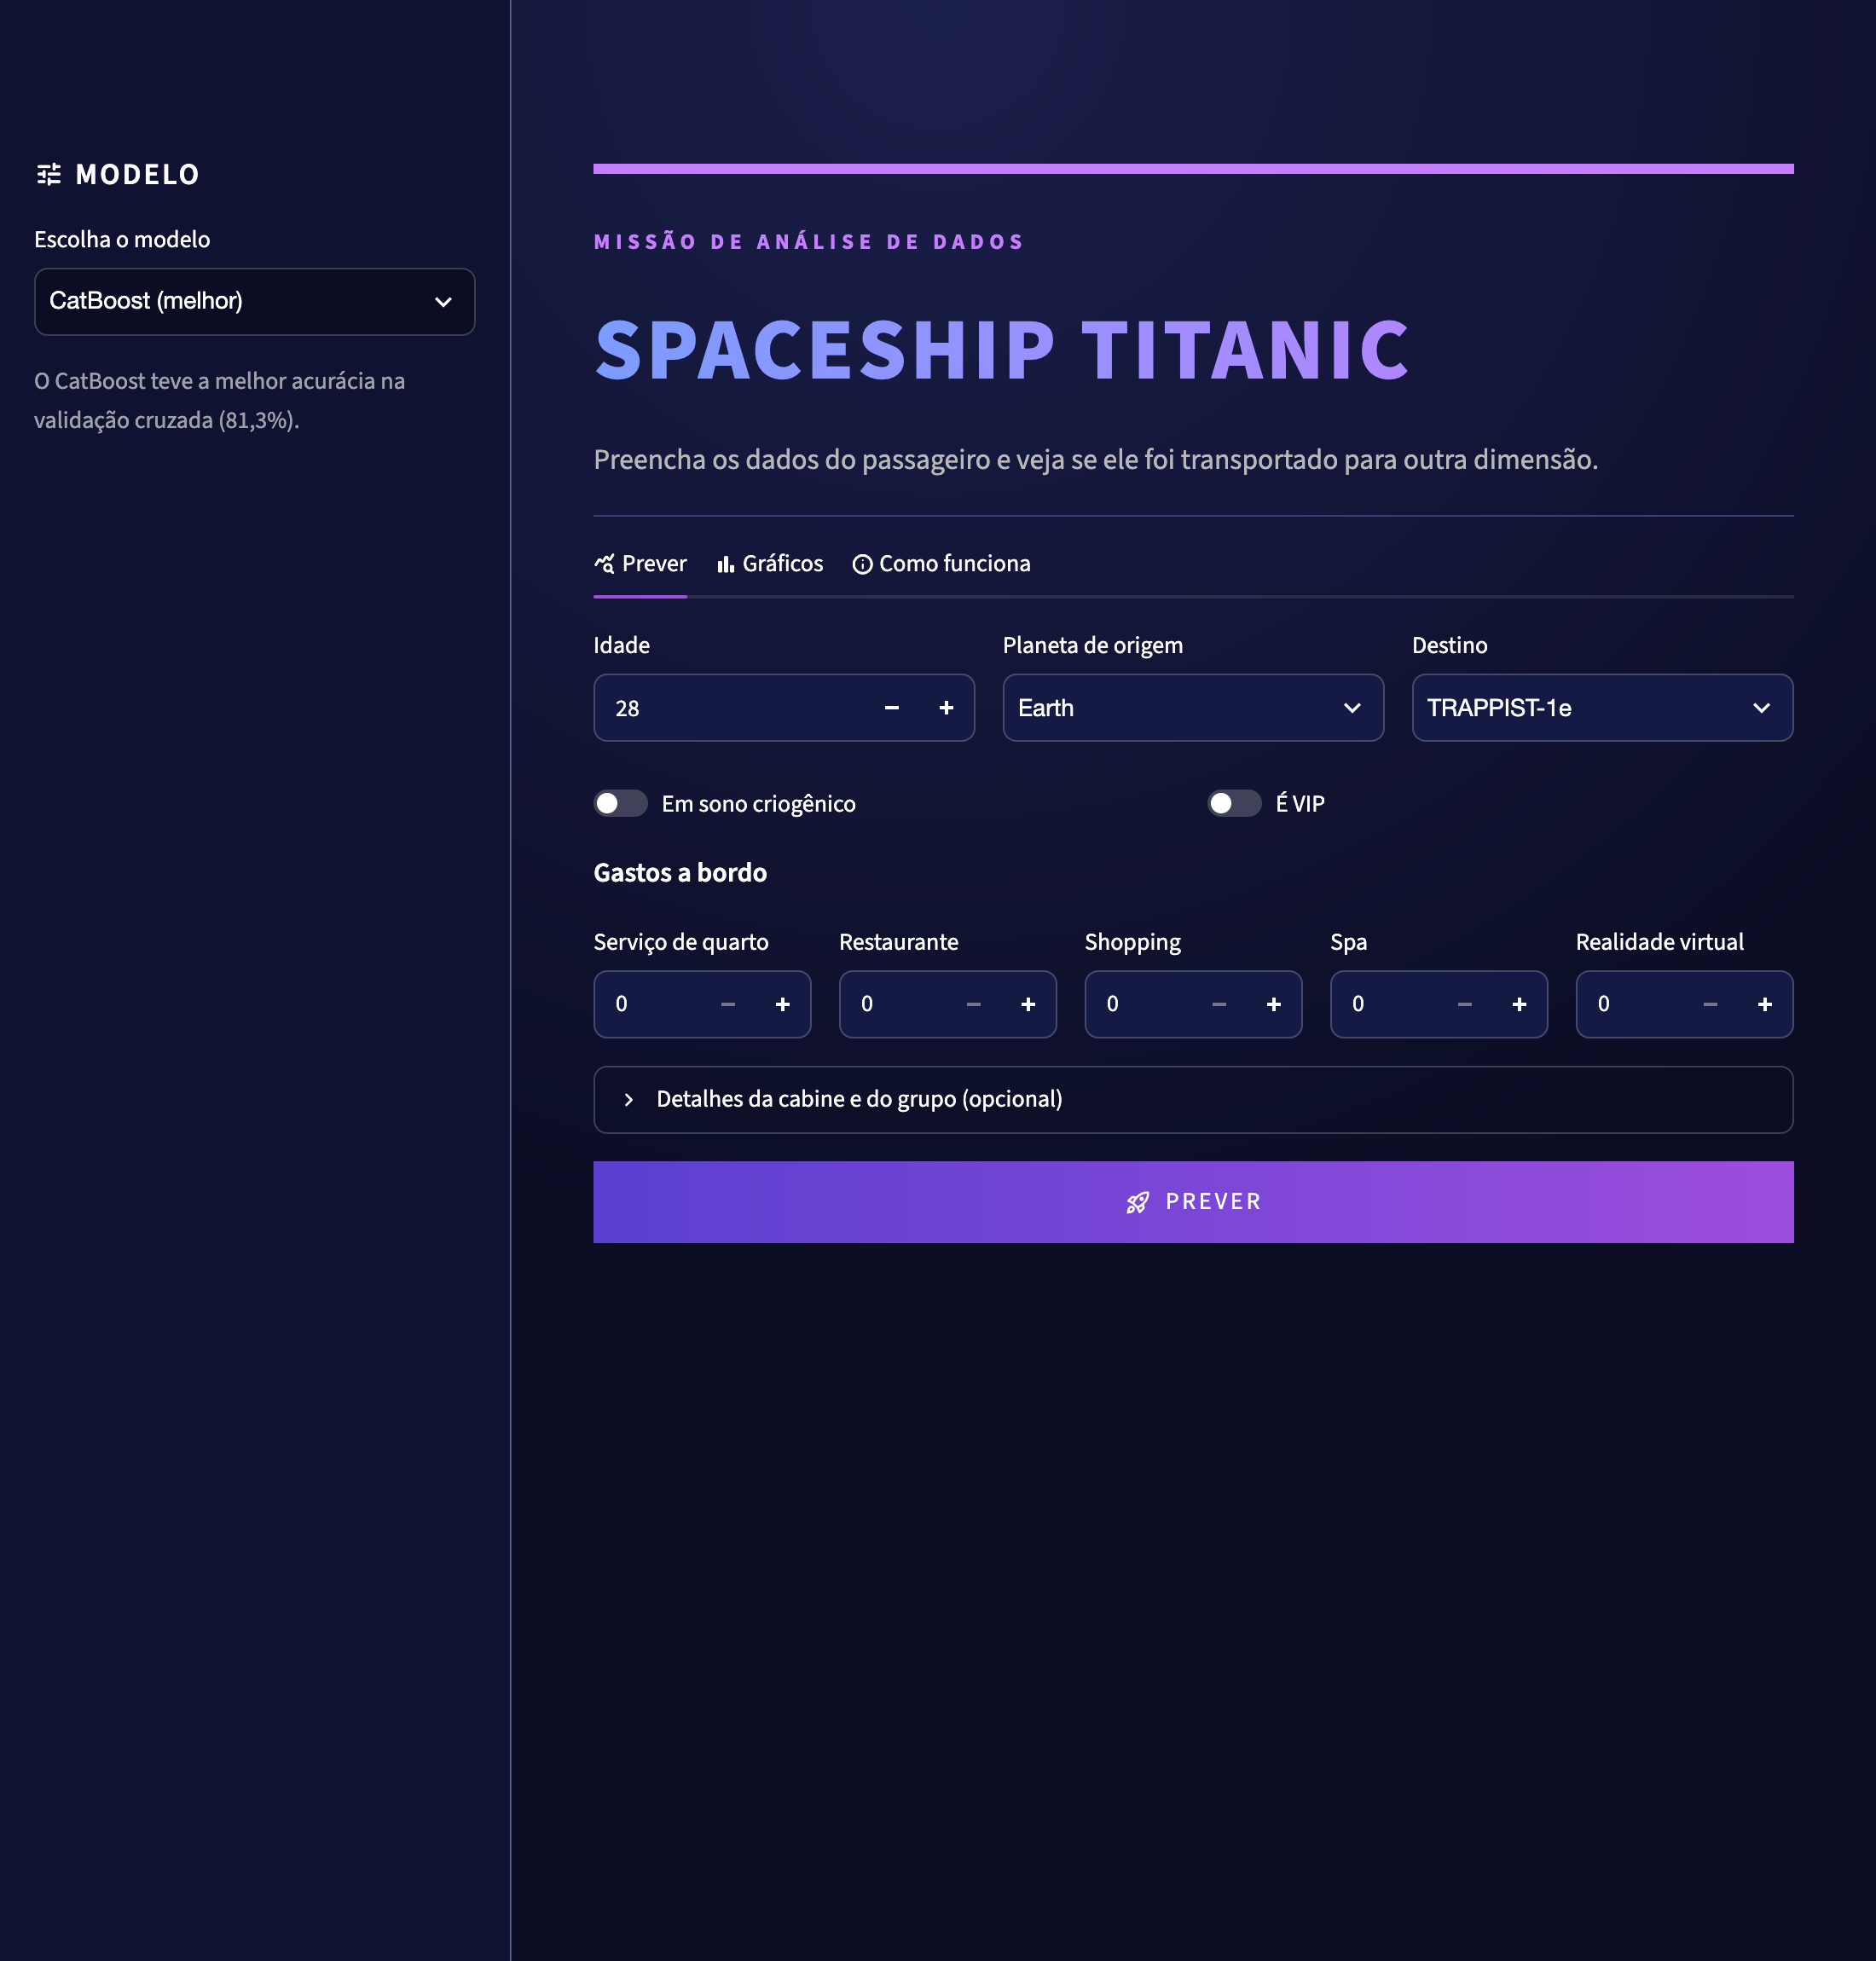 MODELO
Escolha o modelo
CatBoost (melhor)
O CatBoost teve a melhor acurácia na
validação cruzada (81,3%).
MISSÃO DE ANÁLISE DE DADOS
SPACESHIP TITANIC
Preencha os dados do passageiro e veja se ele foi transportado para outra dimensão.
Prever Gráficos Como funciona
Idade Planeta de origem Destino
28 Earth TRAPPIST-1e
Em sono criogênico É VIP
Gastos a bordo
Serviço de quarto Restaurante Shopping Spa Realidade virtual
0 0 0 0 0
Detalhes da cabine e do grupo (opcional)
PREVER